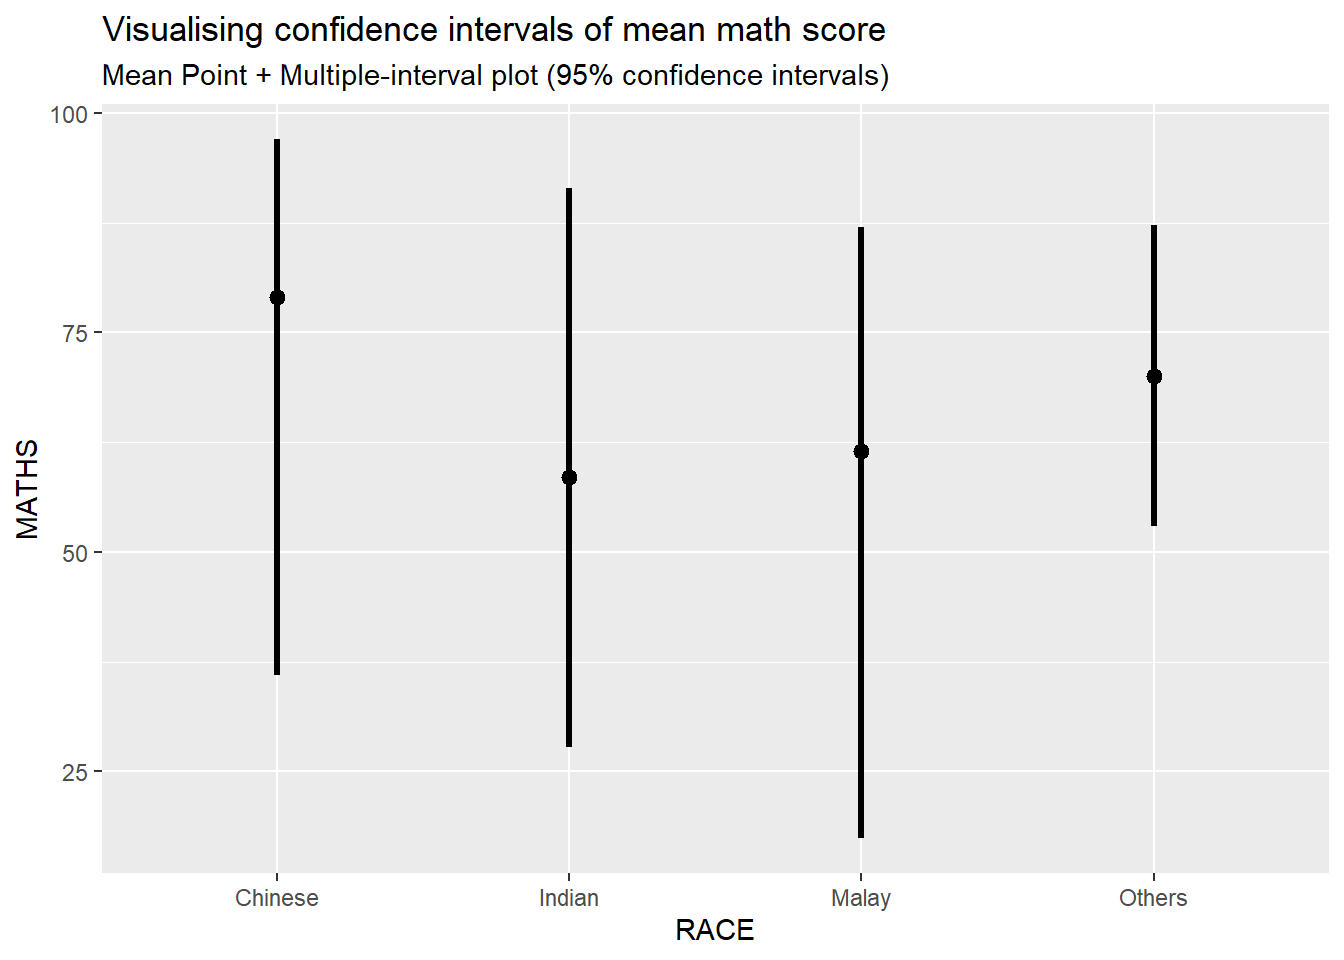 Visualising confidence intervals of mean math score
Mean Point + Multiple-interval plot (95% confidence intervals)
100
75
50
25
MATHS
Chinese Indian Malay Others
RACE